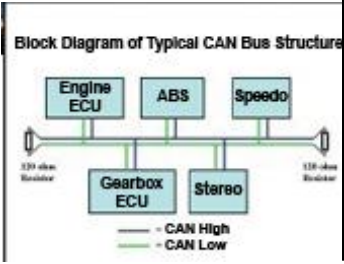 Block Diagram of Typical CAN Bus Structure
Engine ECU
ABS
Speedo
120 ohm Resistor
120 ohm Resistor
Gearbox ECU
Stereo
- CAN High
- CAN Low